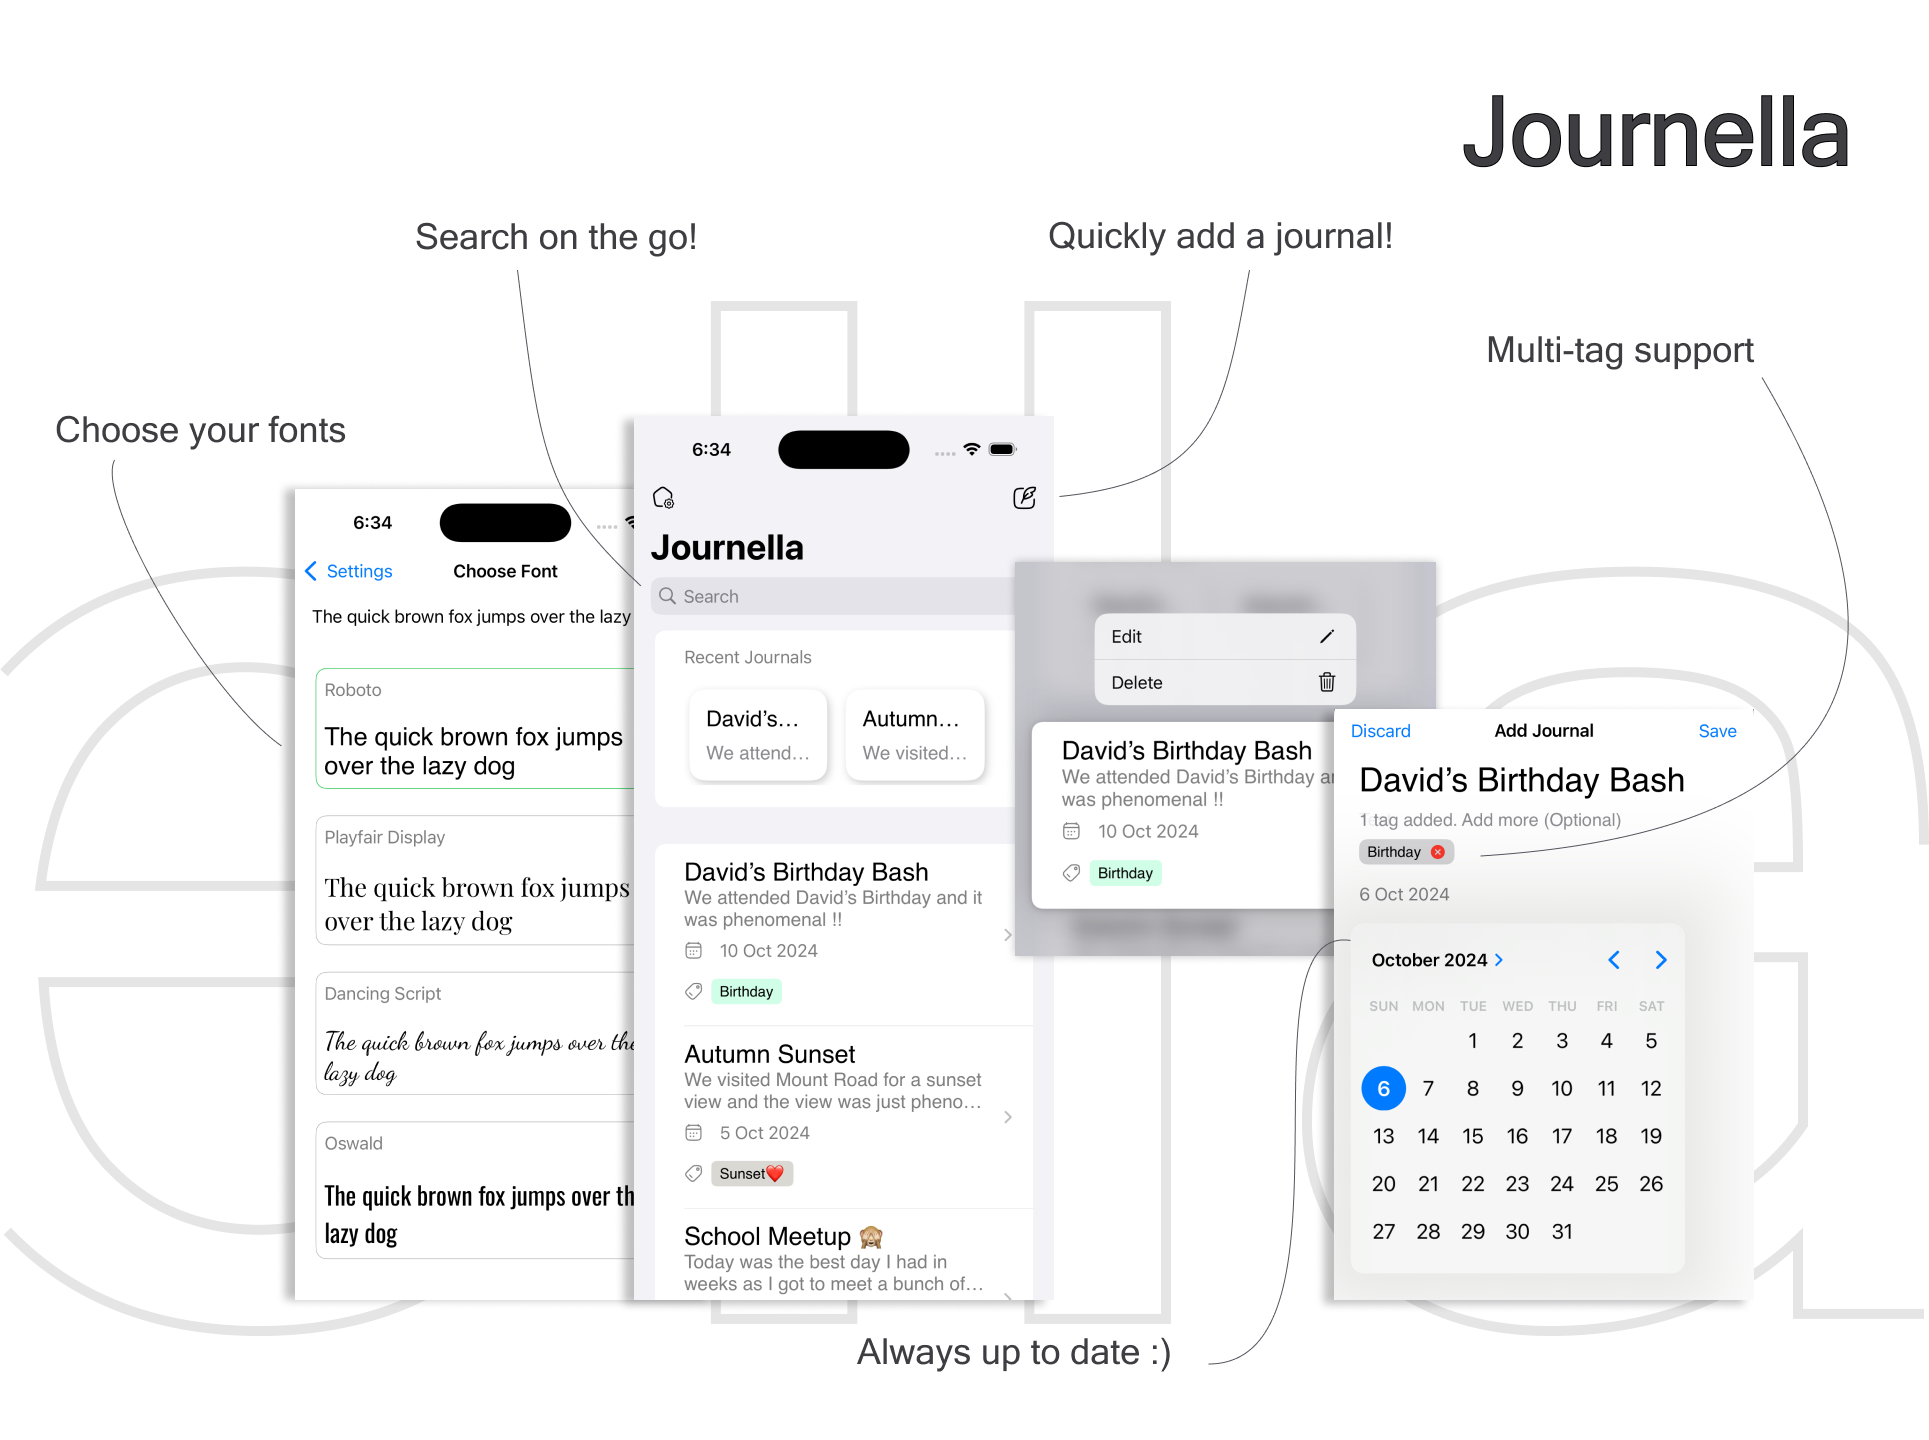 Journella
Search on the go!
Quickly add a journal!
Multi-tag support
Choose your fonts
6:34
Settings
Choose Font
The quick brown fox jumps over the lazy
Roboto
The quick brown fox jumps
over the lazy dog
Playfair Display
The quick brown fox jumps
over the lazy dog
Dancing Script
The quick brown fox jumps over the
lazy dog
Oswald
The quick brown fox jumps over th
lazy dog
6:34
Journella
Search
Recent Journals
David's...
We attend...
Autumn...
We visited...
David's Birthday Bash
We attended David's Birthday and it
was phenomenal !!
10 Oct 2024
Birthday
Autumn Sunset
We visited Mount Road for a sunset
view and the view was just pheno...
5 Oct 2024
Sunset❤️
School Meetup 🙈
Today was the best day I had in
weeks as I got to meet a bunch of...
Edit
Delete
David's Birthday Bash
We attended David's Birthday a
was phenomenal !!
10 Oct 2024
Birthday
Discard
Add Journal
Save
David's Birthday Bash
1 tag added. Add more (Optional)
Birthday
6 Oct 2024
October 2024
SUN MON TUE WED THU FRI SAT
1 2 3 4 5
6 7 8 9 10 11 12
13 14 15 16 17 18 19
20 21 22 23 24 25 26
27 28 29 30 31
Always up to date :)